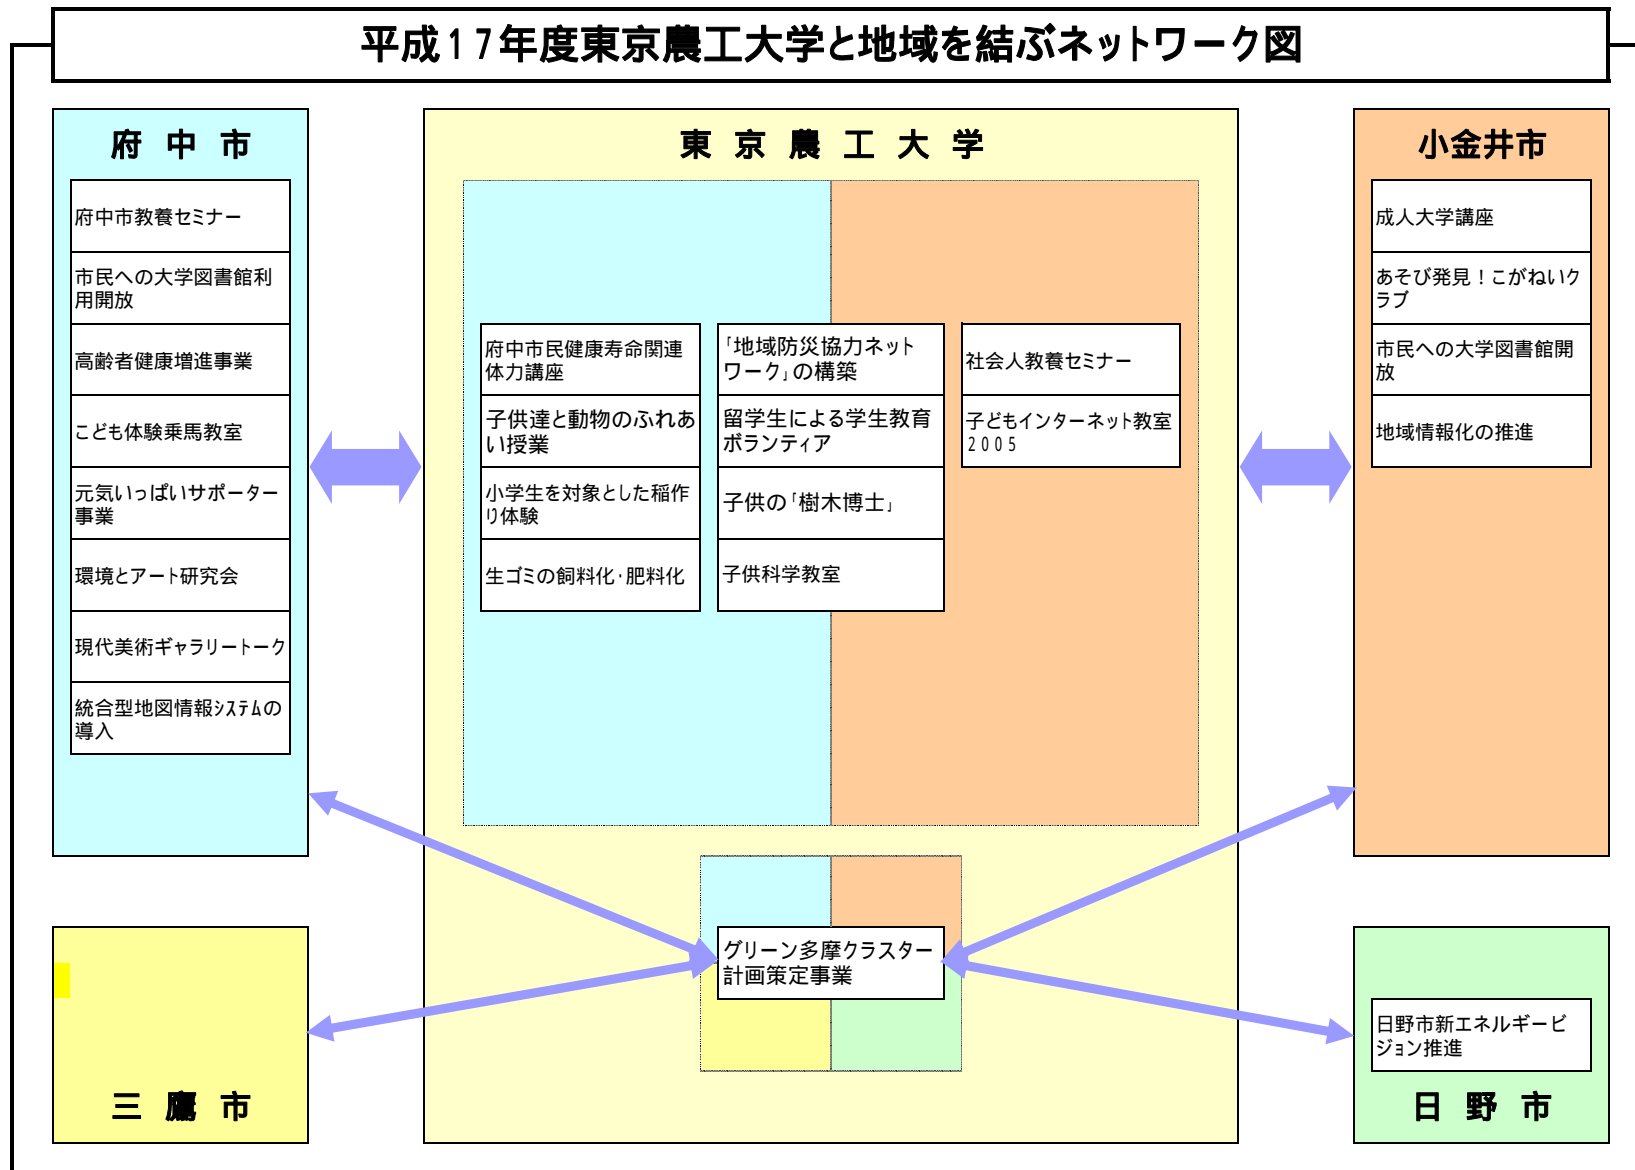 平成17年度東京農工大学と地域を結ぶネットワーク図
府中市
府中市教養セミナー
市民への大学図書館利
用開放
高齢者健康増進事業
こども体験乗馬教室
元気いっぱいサポーター
事業
環境とアート研究会
現代美術ギャラリートーク
統合型地図情報ｼｽﾃﾑの
導入
東京農工大学
府中市民健康寿命関連
体力講座
子供達と動物のふれあ
い授業
小学生を対象とした稲作
り体験
生ゴミの飼料化・肥料化
「地域防災協力ネット
ワーク」の構築
留学生による学生教育
ボランティア
子供の「樹木博士」
子供科学教室
社会人教養セミナー
子どもインターネット教室
2005
小金井市
成人大学講座
あそび発見！こがねいク
ラブ
市民への大学図書館開
放
地域情報化の推進
グリーン多摩クラスター
計画策定事業
三鷹市
日野市新エネルギービ
ジョン推進
日野市